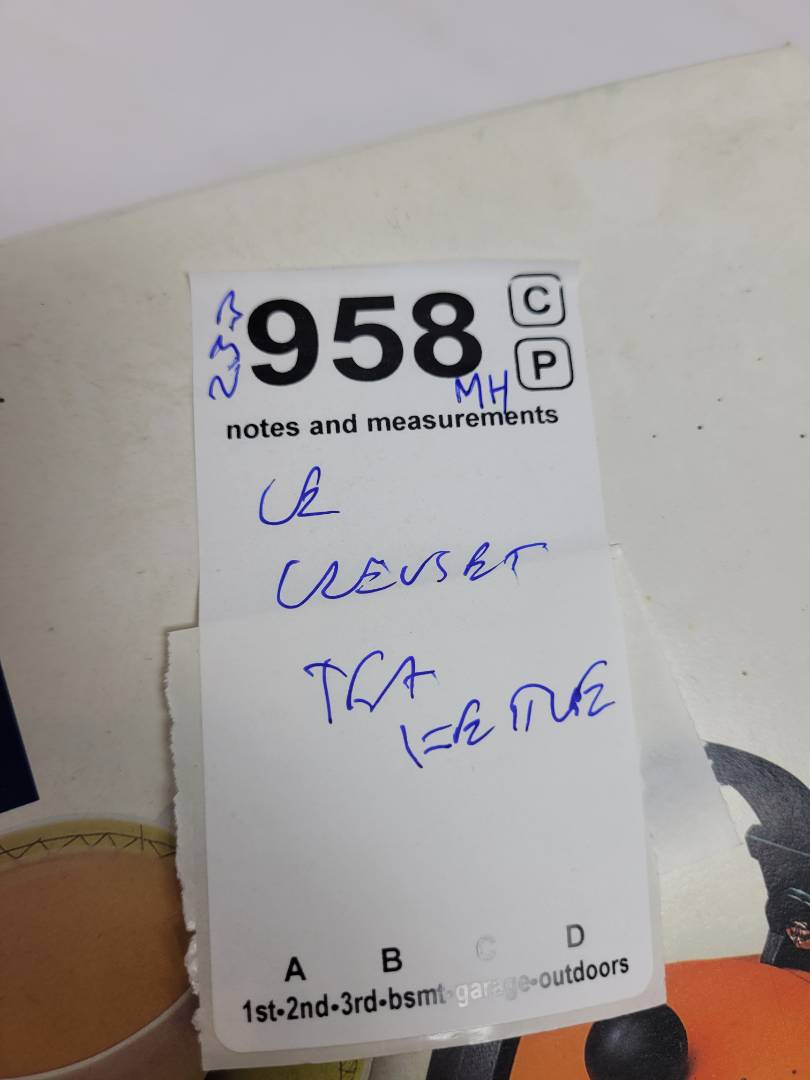 958
C
P
MH
notes and measurements
LE
CREUSET
TEA
KETTLE
A B C D
1st•2nd•3rd•bsmt•garage•outdoors